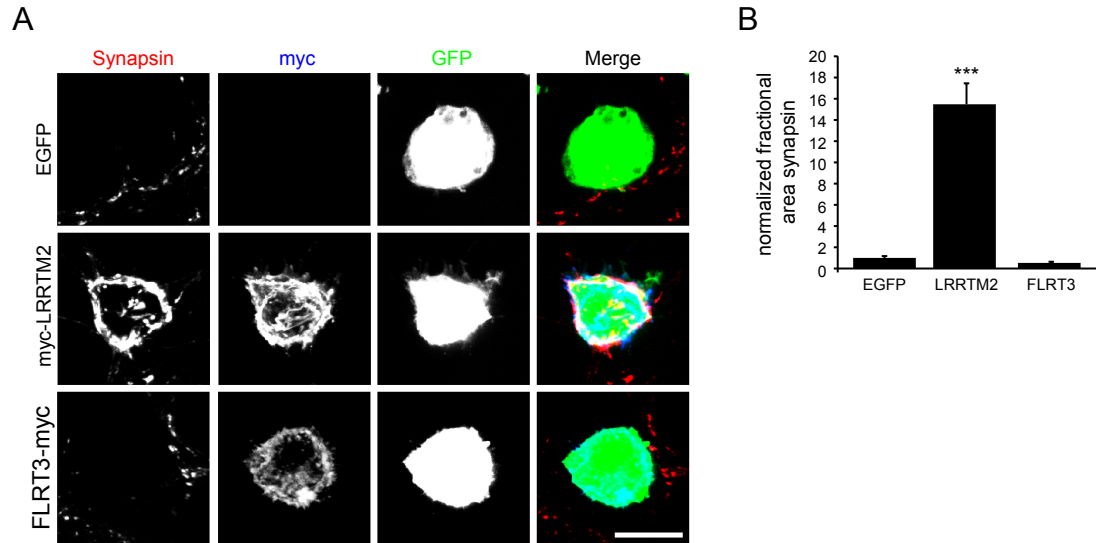 A
Synapsin myc GFP Merge
EGFP
myc-LRRTM2
FLRT3-myc
B
normalized fractional
area synapsin
20
18
16
14
12
10
8
6
4
2
0
***
EGFP LRRTM2 FLRT3